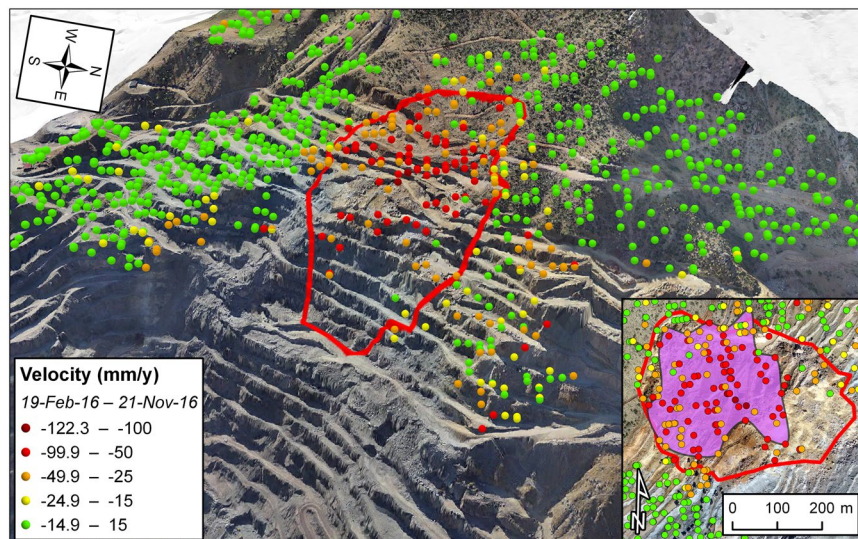 W
S
N
E
Velocity (mm/y)
19-Feb-16 – 21-Nov-16
-122.3 – -100
-99.9 – -50
-49.9 – -25
-24.9 – -15
-14.9 – 15
N
0 100 200 m